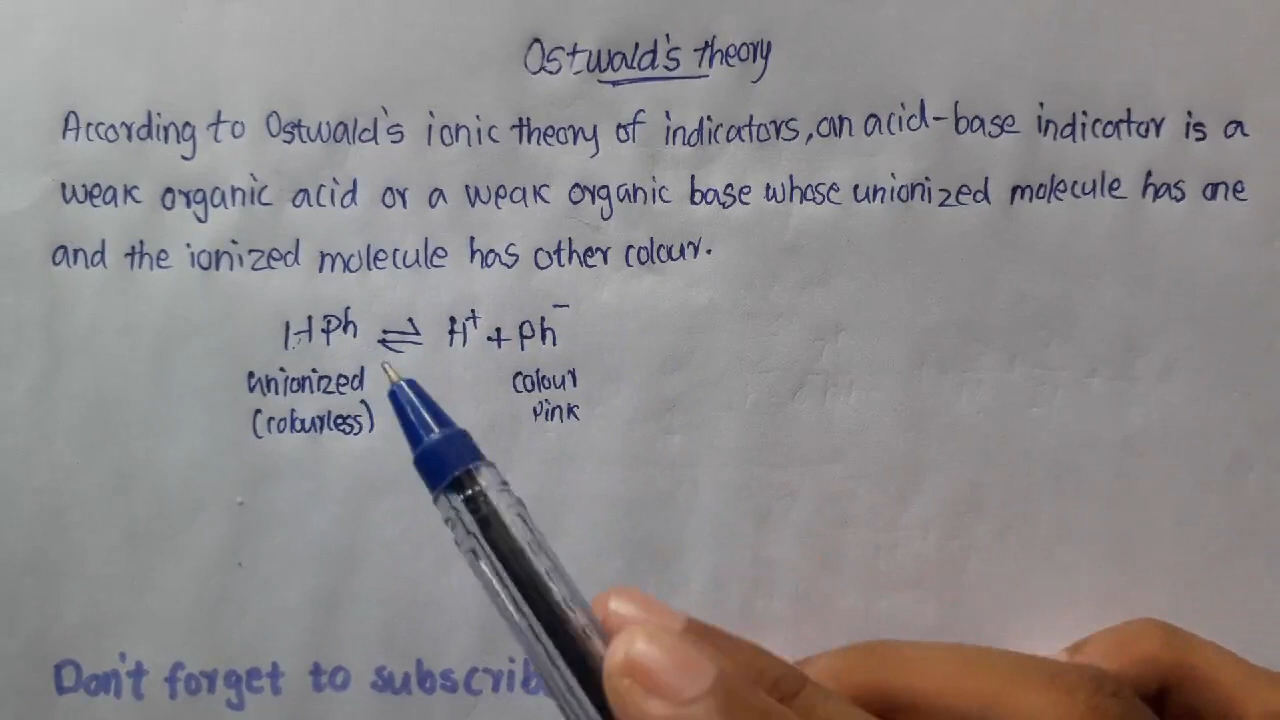 Ostwald's theory
According to Ostwald's ionic theory of indicators, an acid-base indicator is a
weak organic acid or a weak organic base whose unionized molecule has one
and the ionized molecule has other colour.
HPh ⇌ H⁺ + Ph⁻
unionized colour
(colourless) Pink
Don't forget to subscrib